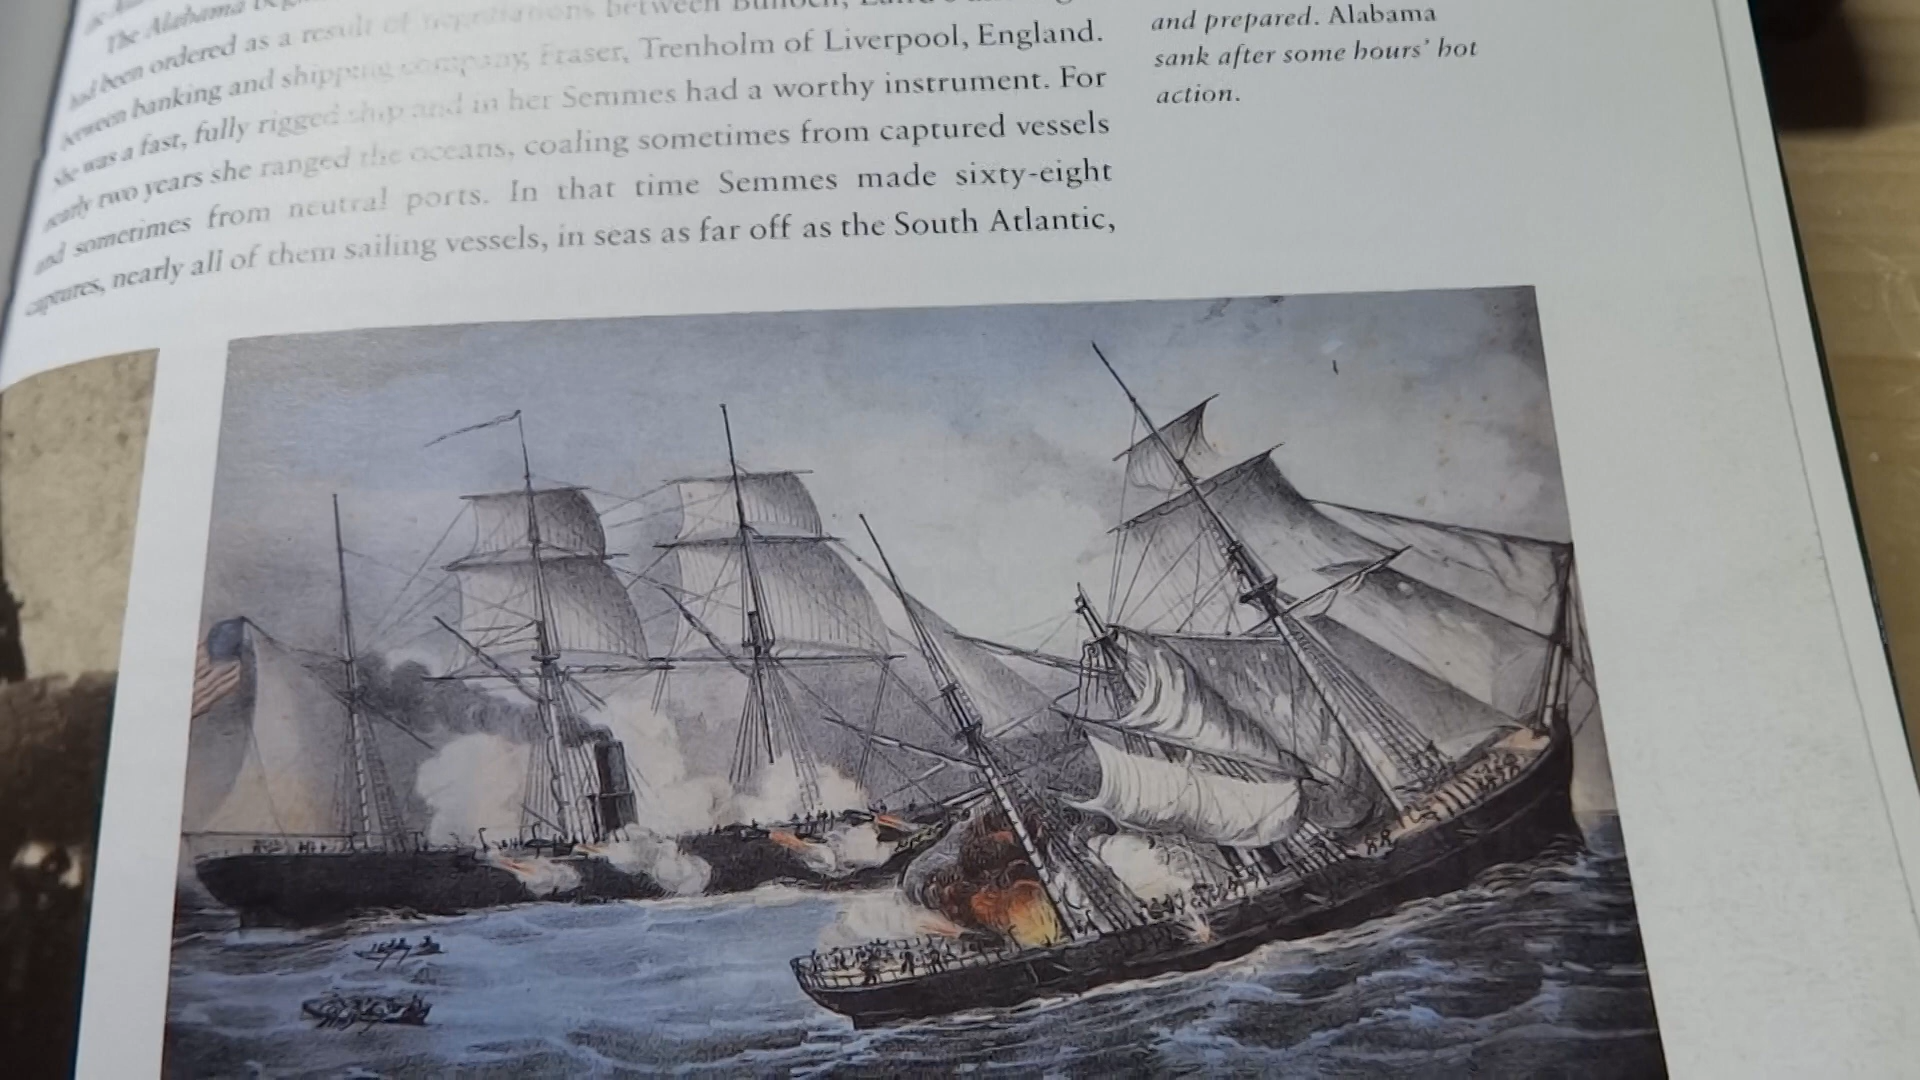 The Alabama
had been ordered as a result of negotiations between Bulloch, Laird's
between banking and shipping company, Fraser, Trenholm of Liverpool, England.
she was a fast, fully rigged ship and in her Semmes had a worthy instrument. For
nearly two years she ranged the oceans, coaling sometimes from captured vessels
and sometimes from neutral ports. In that time Semmes made sixty-eight
captures, nearly all of them sailing vessels, in seas as far off as the South Atlantic,
and prepared. Alabama
sank after some hours' hot
action.